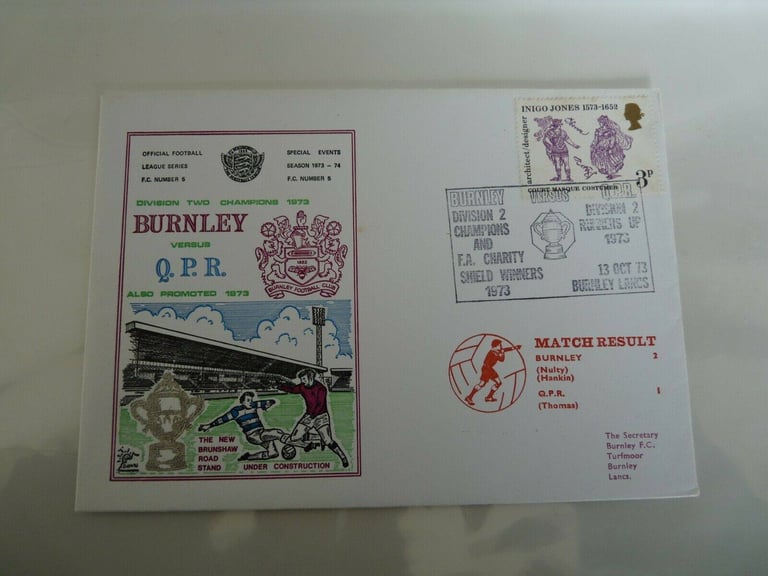 OFFICIAL FOOTBALL
LEAGUE SERIES
F.C. NUMBER 5
SPECIAL EVENTS
SEASON 1973 - 74
F.C. NUMBER 5
DIVISION TWO CHAMPIONS 1973
BURNLEY
VERSUS
Q.P.R.
ALSO PROMOTED 1973
1882
BURNLEY FOOTBALL CLUB
THE NEW
BRUNSHAW
ROAD
STAND UNDER CONSTRUCTION
INIGO JONES 1573-1652
architect/designer
COURT MASQUE COSTUMES
3P
BURNLEY VERSUS Q.P.R.
DIVISION 2
CHAMPIONS
AND
F.A. CHARITY
SHIELD WINNERS
1973
DIVISION 2
RUNNERS UP
1973
13 OCT 73
BURNLEY LANCS
MATCH RESULT
BURNLEY 2
(Nulty)
(Hankin)
Q.P.R. 1
(Thomas)
The Secretary
Burnley F.C.
Turfmoor
Burnley
Lancs.